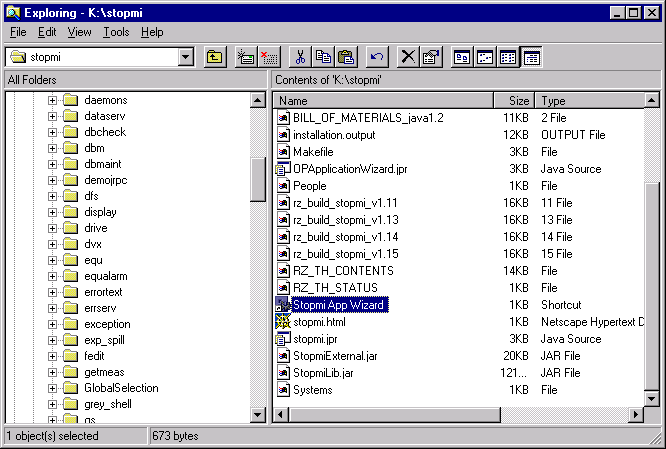 Exploring - K:\stopmi
File Edit View Tools Help
stopmi
All Folders
Contents of 'K:\stopmi'
daemons
dataserv
dbcheck
dbm
dbmaint
demojrpc
dfs
display
drive
dvx
equ
equalarm
errortext
errserv
exception
exp_spill
fedit
getmeas
GlobalSelection
grey_shell
gs
Name Size Type
BILL_OF_MATERIALS_java1.2 11KB 2 File
installation.output 12KB OUTPUT File
Makefile 3KB File
OPApplicationWizard.jpr 3KB Java Source
People 1KB File
rz_build_stopmi_v1.11 16KB 11 File
rz_build_stopmi_v1.13 16KB 13 File
rz_build_stopmi_v1.14 16KB 14 File
rz_build_stopmi_v1.15 16KB 15 File
RZ_TH_CONTENTS 14KB File
RZ_TH_STATUS 1KB File
Stopmi App Wizard 1KB Shortcut
stopmi.html 1KB Netscape Hypertext D
stopmi.jpr 3KB Java Source
StopmiExternal.jar 20KB JAR File
StopmiLib.jar 121... JAR File
Systems 1KB File
1 object(s) selected 673 bytes